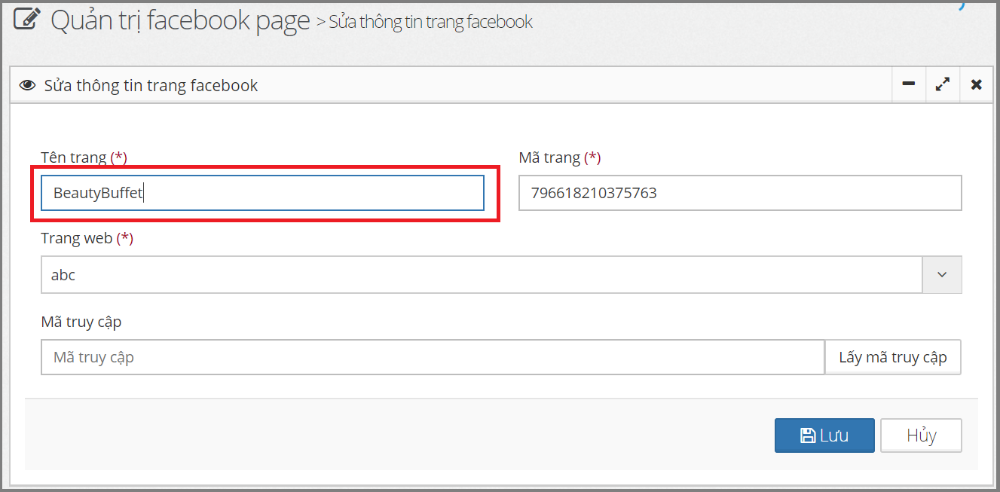 Quản trị facebook page > Sửa thông tin trang facebook
Sửa thông tin trang facebook
Tên trang (*)
Mã trang (*)
BeautyBuffet
796618210375763
Trang web (*)
abc
Mã truy cập
Mã truy cập
Lấy mã truy cập
Lưu
Hủy